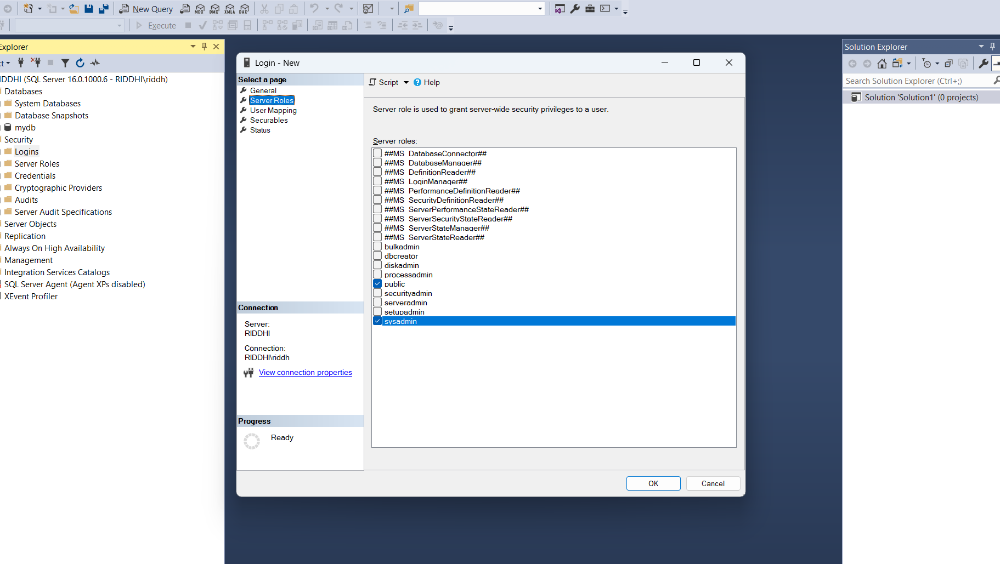 New Query
MDX
DMX
XMLA
DAX
Execute
Explorer
RIDDHI (SQL Server 16.0.1000.6 - RIDDHI\riddh)
Databases
System Databases
Database Snapshots
mydb
Security
Logins
Server Roles
Credentials
Cryptographic Providers
Audits
Server Audit Specifications
Server Objects
Replication
Always On High Availability
Management
Integration Services Catalogs
SQL Server Agent (Agent XPs disabled)
XEvent Profiler
Login - New
Select a page
General
Server Roles
User Mapping
Securables
Status
Connection
Server:
RIDDHI
Connection:
RIDDHI\riddh
View connection properties
Progress
Ready
Script
Help
Server role is used to grant server-wide security privileges to a user.
Server roles:
##MS_DatabaseConnector##
##MS_DatabaseManager##
##MS_DefinitionReader##
##MS_LoginManager##
##MS_PerformanceDefinitionReader##
##MS_SecurityDefinitionReader##
##MS_ServerPerformanceStateReader##
##MS_ServerSecurityStateReader##
##MS_ServerStateManager##
##MS_ServerStateReader##
bulkadmin
dbcreator
diskadmin
processadmin
public
securityadmin
serveradmin
setupadmin
sysadmin
OK
Cancel
Solution Explorer
Search Solution Explorer (Ctrl+;)
Solution 'Solution1' (0 projects)